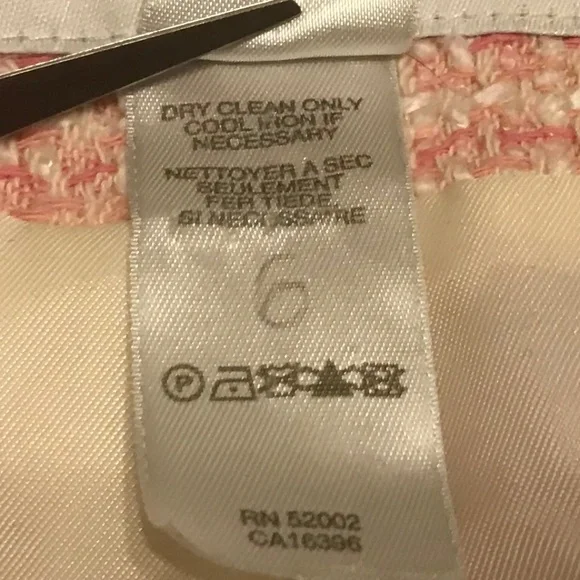 DRY CLEAN ONLY
COOL IRON IF
NECESSARY
NETTOYER A SEC
SEULEMENT
FER TIEDE
SI NECESSAIRE
6
P
RN 52002
CA16396